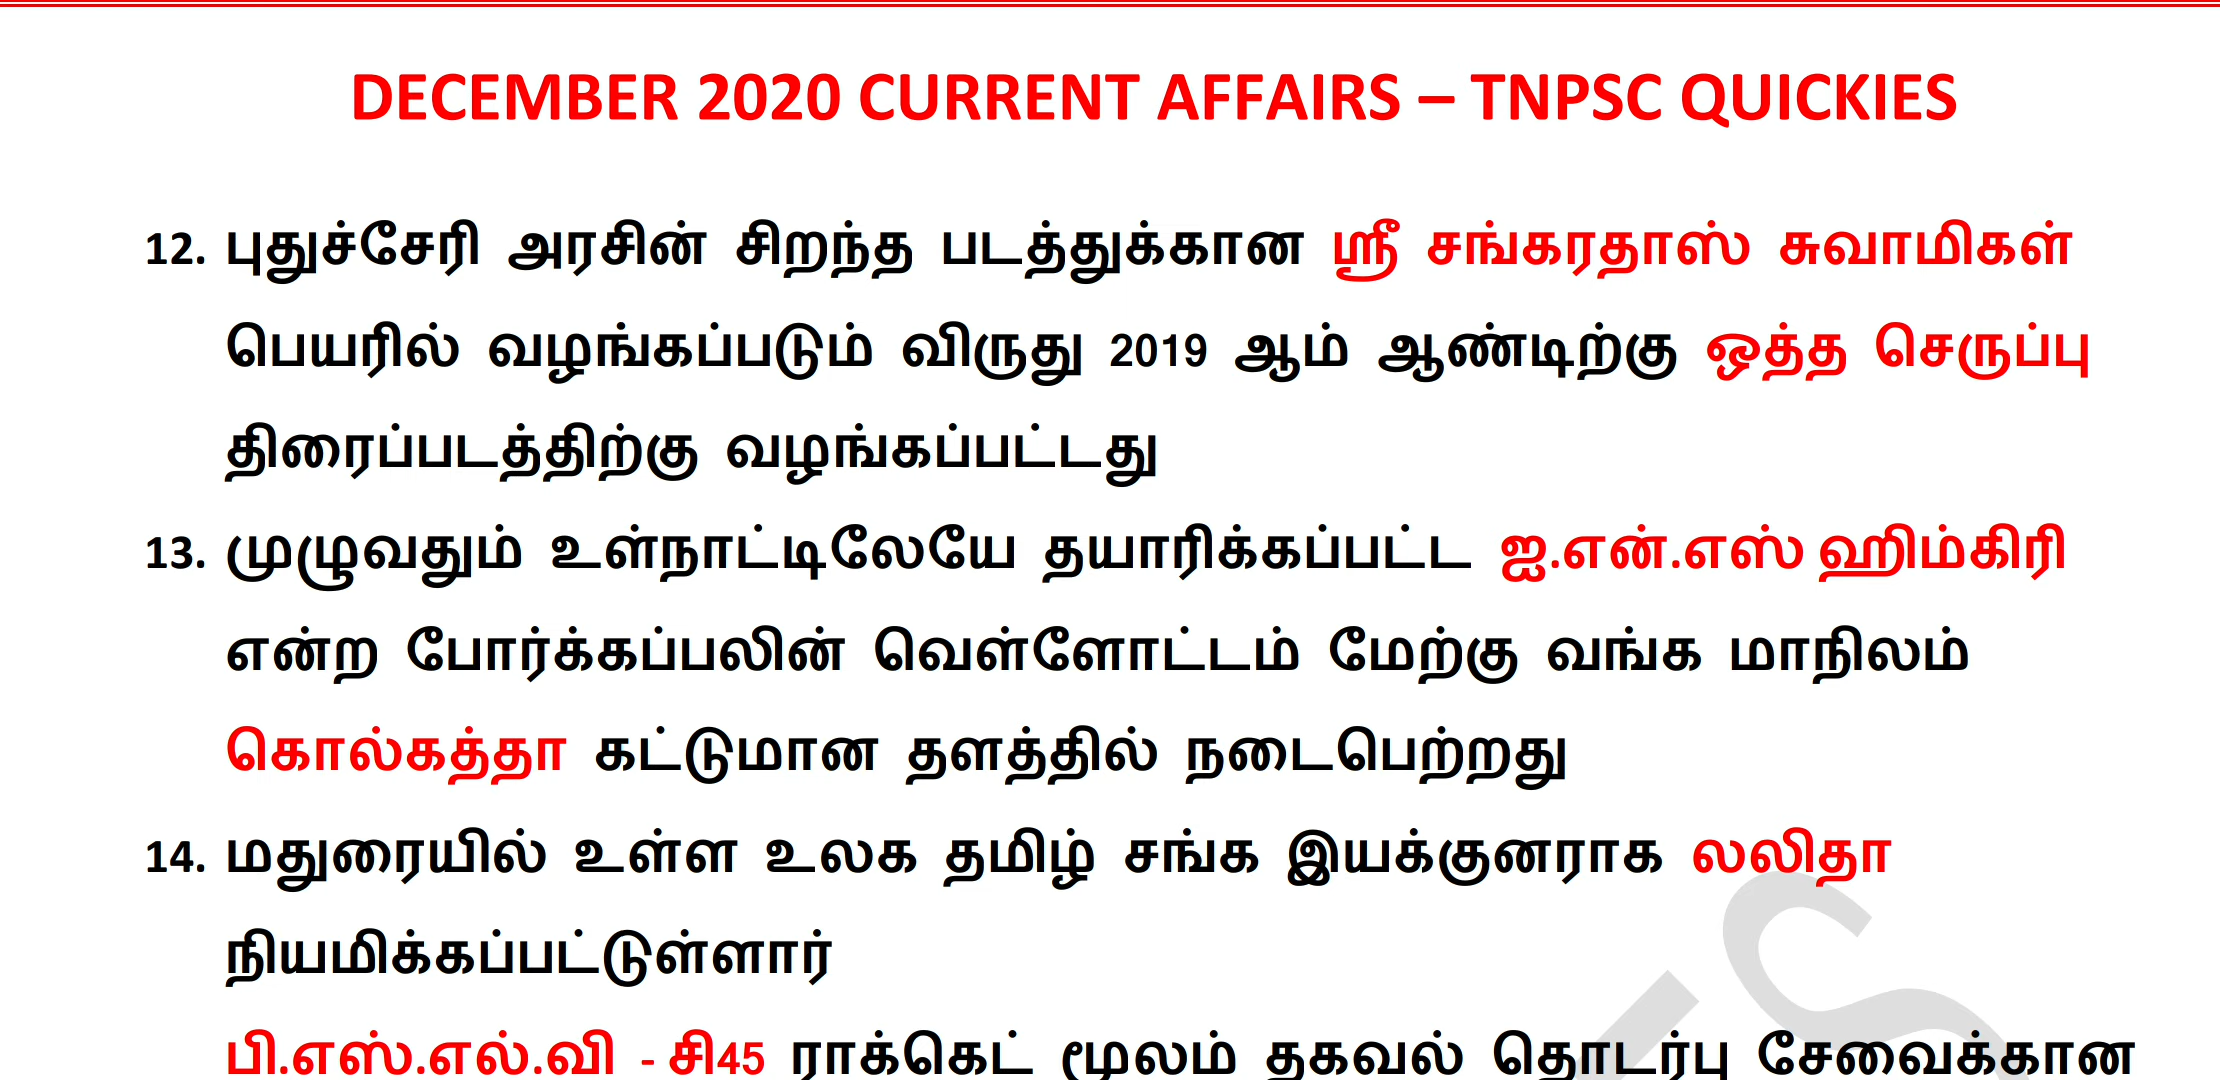 DECEMBER 2020 CURRENT AFFAIRS – TNPSC QUICKIES
12. புதுச்சேரி அரசின் சிறந்த படத்துக்கான ஸ்ரீ சங்கரதாஸ் சுவாமிகள்
பெயரில் வழங்கப்படும் விருது 2019 ஆம் ஆண்டிற்கு ஒத்த செருப்பு
திரைப்படத்திற்கு வழங்கப்பட்டது
13. முழுவதும் உள்நாட்டிலேயே தயாரிக்கப்பட்ட ஐ.என்.எஸ் ஹிம்கிரி
என்ற போர்க்கப்பலின் வெள்ளோட்டம் மேற்கு வங்க மாநிலம்
கொல்கத்தா கட்டுமான தளத்தில் நடைபெற்றது
14. மதுரையில் உள்ள உலக தமிழ் சங்க இயக்குனராக லலிதா
நியமிக்கப்பட்டுள்ளார்
பி.எஸ்.எல்.வி - சி45 ராக்கெட் மூலம் தகவல் தொடர்பு சேவைக்கான